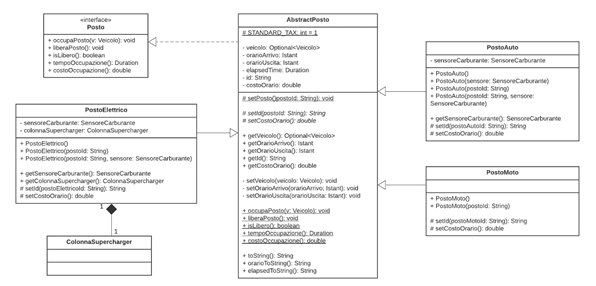 «interface»
Posto
+ occupaPosto(v: Veicolo): void
+ liberaPosto(): void
+ isLibero(): boolean
+ tempoOccupazione(): Duration
+ costoOccupazione(): double
AbstractPosto
# STANDARD_TAX: int = 1
- veicolo: Optional<Veicolo>
- orarioArrivo: Istant
- orarioUscita: Istant
- elapsedTime: Duration
- id: String
- costoOrario: double
# setPosto(postoId: String): void
# setId(postoId: String): String
# setCostoOrario(): double
+ getVeicolo(): Optional<Veicolo>
+ getOrarioArrivo(): Istant
+ getOrarioUscita(): Istant
+ getId(): String
+ getCostoOrario(): double
- setVeicolo(veicolo: Veicolo): void
- setOrarioArrivo(orarioArrivo: Istant): void
- setOrarioUscita(orarioUscita: Istant): void
+ occupaPosto(v: Veicolo): void
+ liberaPosto(): void
+ isLibero(): boolean
+ tempoOccupazione(): Duration
+ costoOccupazione(): double
+ toString(): String
+ orarioToString(): String
+ elapsedToString(): String
PostoAuto
- sensoreCarburante: SensoreCarburante
+ PostoAuto()
+ PostoAuto(sensore: SensoreCarburante)
+ PostoAuto(postoId: String)
+ PostoAuto(postoId: String, sensore:
SensoreCarburante)
+ getSensoreCarburante(): SensoreCarburante
# setId(postoAutoId: String): String
# setCostoOrario(): double
PostoElettrico
- sensoreCarburante: SensoreCarburante
- colonnaSupercharger: ColonnaSupercharger
+ PostoElettrico()
+ PostoElettrico(postoId: String)
+ PostoElettrico(postoId: String, sensor: SensoreCarburante)
+ getSensoreCarburante(): SensoreCarburante
+ getColonnaSupercharger(): ColonnaSupercharger
# setId(postoElettricoId: String): String
# setCostoOrario(): double
1
1
ColonnaSupercharger
PostoMoto
+ PostoMoto()
+ PostoMoto(postoId: String)
# setId(postoMotoId: String): String
# setCostoOrario(): double